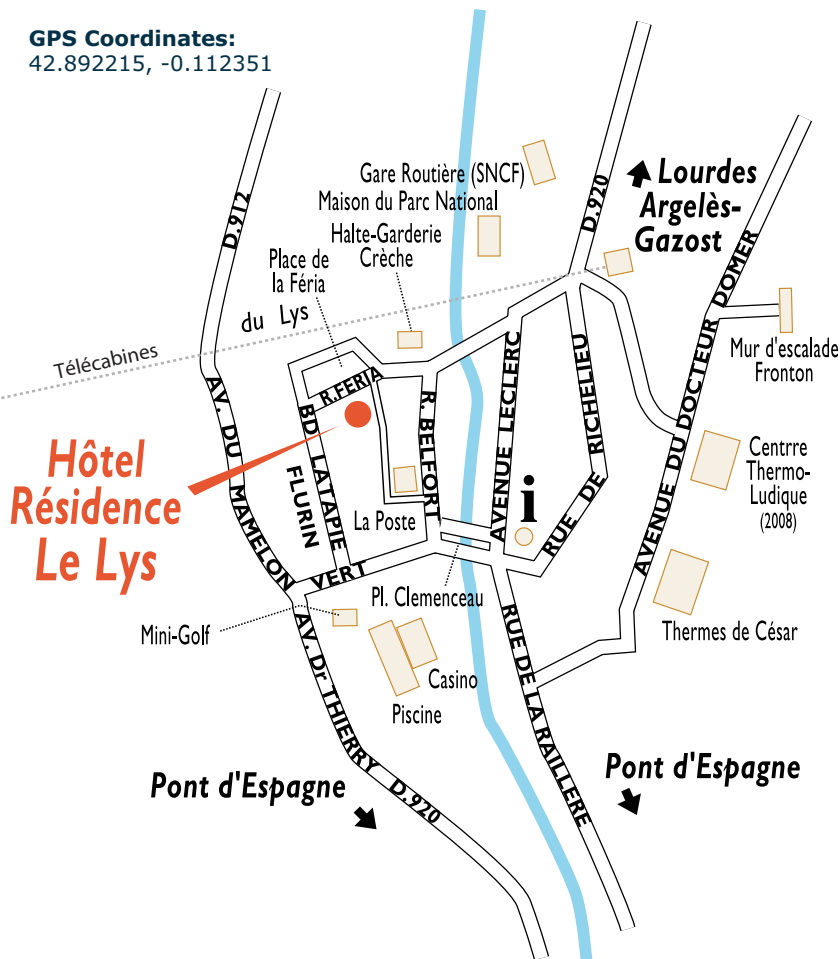 GPS Coordinates:
42.892215, -0.112351
D.912
D.920
Lourdes
Argelès-
Gazost
Gare Routière (SNCF)
Maison du Parc National
Halte-Garderie
Crèche
Place de
la Féria
Télécabines
du Lys
Mur d'escalade
Fronton
AVENUE DU DOCTEUR DOMER
R.FERIA
R. BELFORT
AVENUE LECLERC
RUE DE RICHELIEU
BD LATAPIE
FLURIN
AV. DU
MAMELON
VERT
Hôtel
Résidence
Le Lys
Centrre
Thermo-
Ludique
(2008)
La Poste
i
Pl. Clemenceau
Mini-Golf
Thermes de César
Casino
Piscine
AV. Dr THIERRY
D.920
RUE DE LA RAILLERE
Pont d'Espagne
Pont d'Espagne